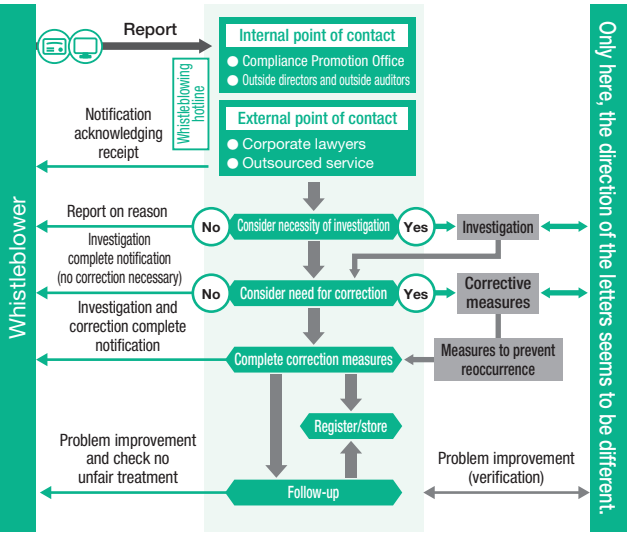 Report
Internal point of contact
● Compliance Promotion Office
● Outside directors and outside auditors
Whistleblowing
hotline
External point of contact
● Corporate lawyers
● Outsourced service
Notification
acknowledging
receipt
Whistleblower
Only here, the direction of the letters seems to be different.
Report on reason
No
Consider necessity of investigation
Yes
Investigation
Investigation
complete notification
(no correction necessary)
No
Consider need for correction
Yes
Corrective
measures
Investigation and
correction complete
notification
Complete correction measures
Measures to prevent
reoccurrence
Register/store
Problem improvement
and check no
unfair treatment
Follow-up
Problem improvement
(verification)